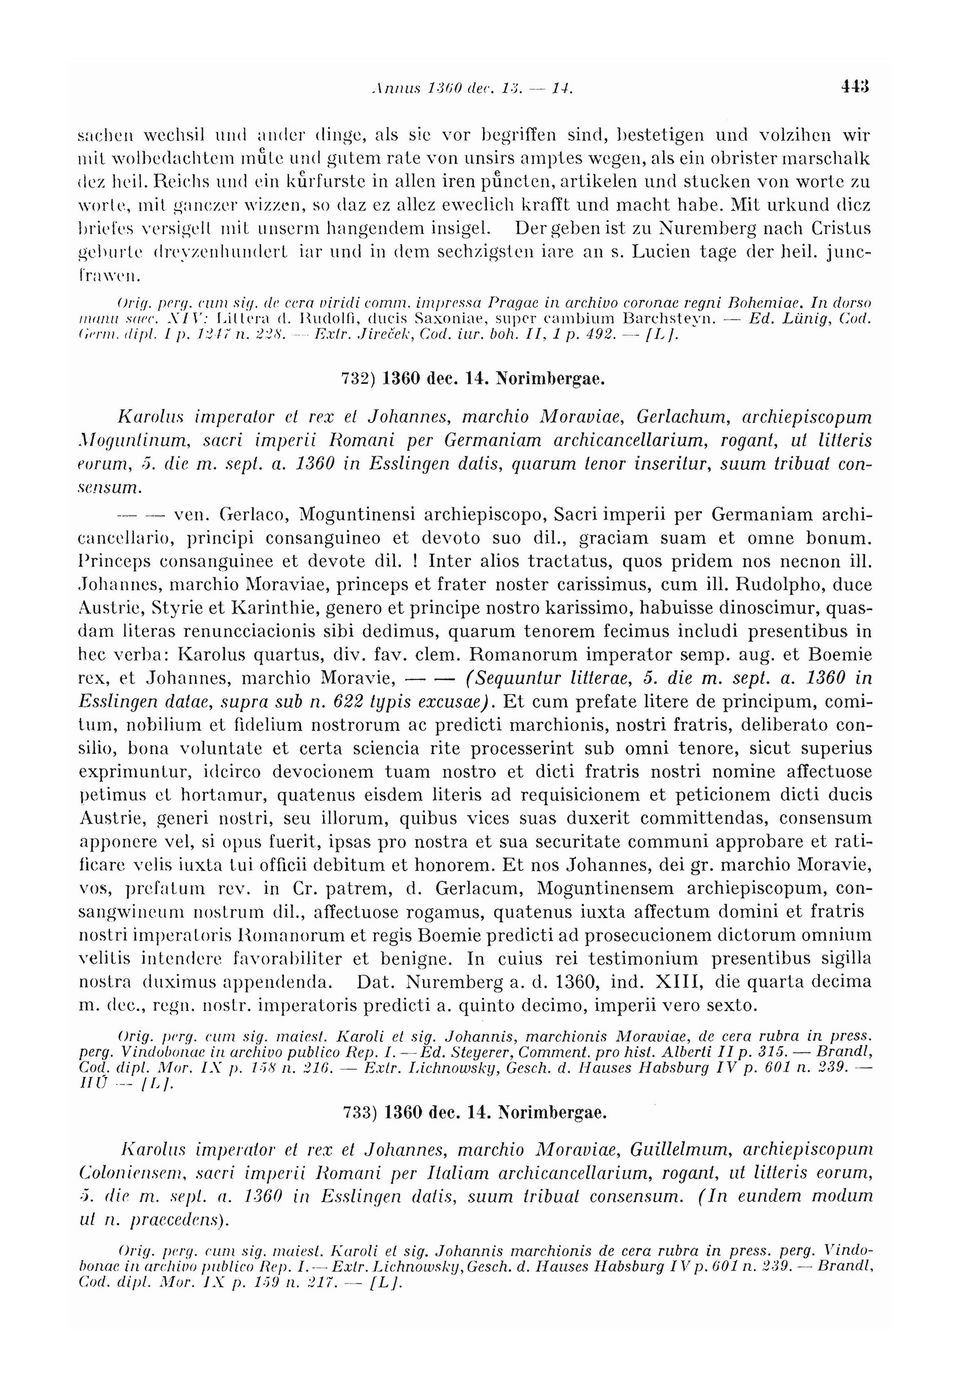 Annus 1360 dec. 13. — 14. 443
sachen wechsil und ander dinge, als sie vor begriffen sind, bestetigen und volzihen wir
mit wolbedachtem můte und gutem rate von unsirs amptes wegen, als ein obrister marschalk
dez heil. Reichs und ein kůrfurste in allen iren půncten, artikelen und stucken von worte zu
worte, mit ganczer wizzen, so daz ez allez eweclich krafft und macht habe. Mit urkund dicz
briefes versigelt mit unserm hangendem insigel. Der geben ist zu Nuremberg nach Cristus
geburte dreyzenhundert iar und in dem sechzigsten iare an s. Lucien tage der heil. junc-
frawen.
Orig. perg. cum sig. de cera viridi comm. impressa Pragae in archivo coronae regni Bohemiae. In dorso
manu saec. XIV: Littera d. Rudolfi, ducis Saxoniae, super cambium Barchsteyn. — Ed. Lünig, Cod.
Germ. dipl. I p. 1247 n. 228. — Extr. Jireček, Cod. iur. boh. II, 1 p. 492. — [L].
732) 1360 dec. 14. Norimbergae.
Karolus imperator et rex et Johannes, marchio Moraviae, Gerlachum, archiepiscopum
Moguntinum, sacri imperii Romani per Germaniam archicancellarium, rogant, ut litteris
eorum, 5. die m. sept. a. 1360 in Esslingen datis, quarum tenor inseritur, suum tribuat con-
sensum.
— — ven. Gerlaco, Moguntinensi archiepiscopo, Sacri imperii per Germaniam archi-
cancellario, principi consanguineo et devoto suo dil., graciam suam et omne bonum.
Princeps consanguinee et devote dil. ! Inter alios tractatus, quos pridem nos necnon ill.
Johannes, marchio Moraviae, princeps et frater noster carissimus, cum ill. Rudolpho, duce
Austrie, Styrie et Karinthie, genero et principe nostro karissimo, habuisse dinoscimur, quas-
dam literas renuncciacionis sibi dedimus, quarum tenorem fecimus includi presentibus in
hec verba: Karolus quartus, div. fav. clem. Romanorum imperator semp. aug. et Boemie
rex, et Johannes, marchio Moravie, — — (Sequuntur litterae, 5. die m. sept. a. 1360 in
Esslingen datae, supra sub n. 622 typis excusae). Et cum prefate litere de principum, comi-
tum, nobilium et fidelium nostrorum ac predicti marchionis, nostri fratris, deliberato con-
silio, bona voluntate et certa sciencia rite processerint sub omni tenore, sicut superius
exprimuntur, idcirco devocionem tuam nostro et dicti fratris nostri nomine affectuose
petimus et hortamur, quatenus eisdem literis ad requisicionem et peticionem dicti ducis
Austrie, generi nostri, seu illorum, quibus vices suas duxerit committendas, consensum
apponere vel, si opus fuerit, ipsas pro nostra et sua securitate communi approbare et rati-
ficare velis iuxta tui officii debitum et honorem. Et nos Johannes, dei gr. marchio Moravie,
vos, prefatum rev. in Cr. patrem, d. Gerlacum, Moguntinensem archiepiscopum, con-
sangwineum nostrum dil., affectuose rogamus, quatenus iuxta affectum domini et fratris
nostri imperatoris Romanorum et regis Boemie predicti ad prosecucionem dictorum omnium
velitis intendere favorabiliter et benigne. In cuius rei testimonium presentibus sigilla
nostra duximus appendenda. Dat. Nuremberg a. d. 1360, ind. XIII, die quarta decima
m. dec., regn. nostr. imperatoris predicti a. quinto decimo, imperii vero sexto.
Orig. perg. cum sig. maiest. Karoli et sig. Johannis, marchionis Moraviae, de cera rubra in press.
perg. Vindobonae in archivo publico Rep. I. — Ed. Steyerer, Comment. pro hist. Alberti II p. 315. — Brandl,
Cod. dipl. Mor. IX p. 158 n. 216. — Extr. Lichnowsky, Gesch. d. Hauses Habsburg IV p. 601 n. 239. —
HÚ — [L].
733) 1360 dec. 14. Norimbergae.
Karolus imperator et rex et Johannes, marchio Moraviae, Guillelmum, archiepiscopum
Coloniensem, sacri imperii Romani per Italiam archicancellarium, rogant, ut litteris eorum,
5. die m. sept. a. 1360 in Esslingen datis, suum tribuat consensum. (In eundem modum
ut n. praecedens).
Orig. perg. cum sig. maiest. Karoli et sig. Johannis marchionis de cera rubra in press. perg. Vindo-
bonae in archivo publico Rep. I. — Extr. Lichnowsky, Gesch. d. Hauses Habsburg IV p. 601 n. 239. — Brandl,
Cod. dipl. Mor. IX p. 159 n. 217. — [L].